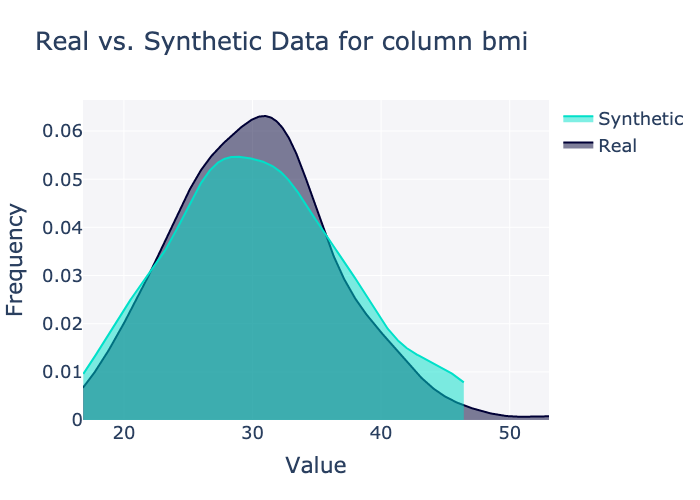 Real vs. Synthetic Data for column bmi
Synthetic
Real
Frequency
0.06
0.05
0.04
0.03
0.02
0.01
0
20
30
40
50
Value